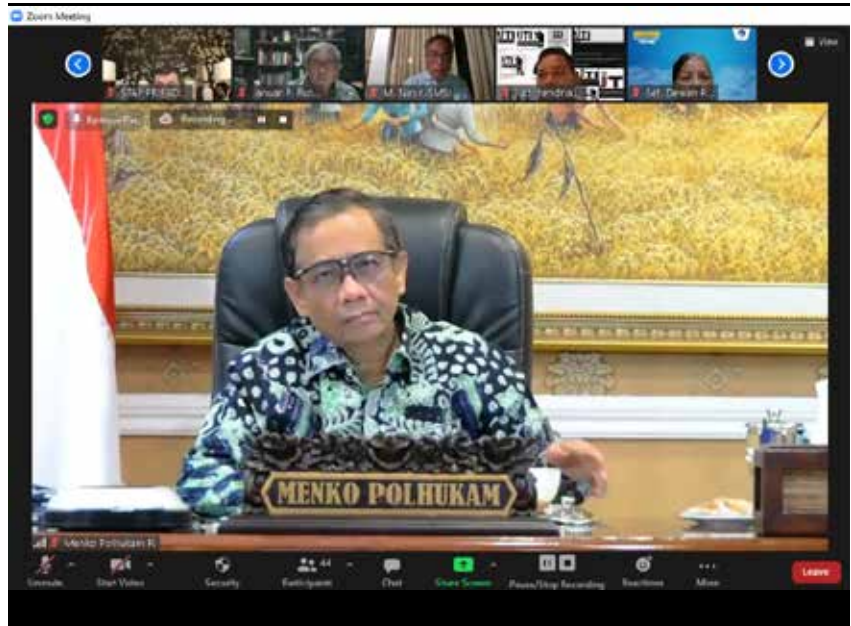 Zoom Meeting
View
M. Nasir/SMSI
Set. Dewan P...
Recording...
MENKO POLHUKAM
Menko Polhukam R
Unmute
Start Video
Security
Participants
44
Chat
Share Screen
Pause/Stop Recording
Reactions
More
Leave